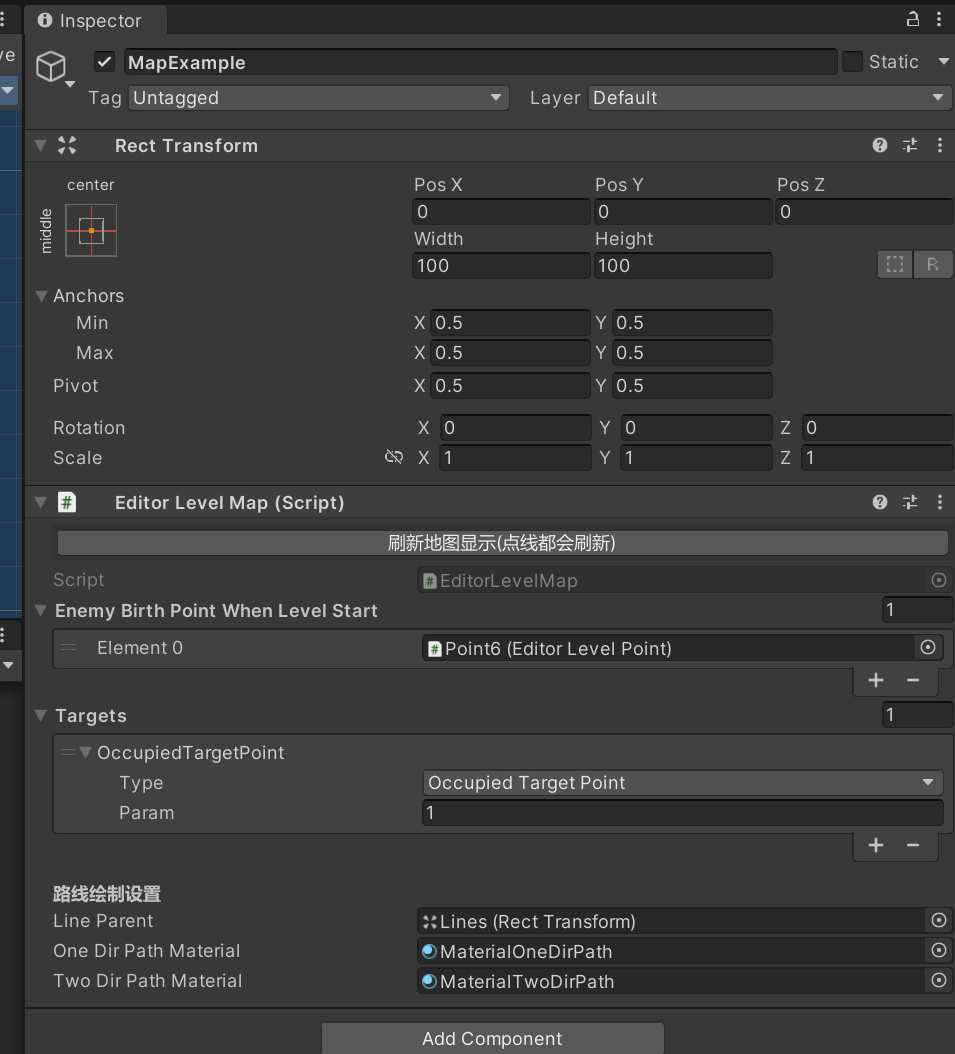 Inspector
ve
MapExample
Static
Tag Untagged Layer Default
Rect Transform
center
middle
Pos X Pos Y Pos Z
0 0 0
Width Height
100 100 R
Anchors
Min X 0.5 Y 0.5
Max X 0.5 Y 0.5
Pivot X 0.5 Y 0.5
Rotation X 0 Y 0 Z 0
Scale X 1 Y 1 Z 1
# Editor Level Map (Script)
刷新地图显示(点线都会刷新)
Script # EditorLevelMap
Enemy Birth Point When Level Start 1
Element 0 # Point6 (Editor Level Point)
+ −
Targets 1
OccupiedTargetPoint
Type Occupied Target Point
Param 1
+ −
路线绘制设置
Line Parent Lines (Rect Transform)
One Dir Path Material MaterialOneDirPath
Two Dir Path Material MaterialTwoDirPath
Add Component